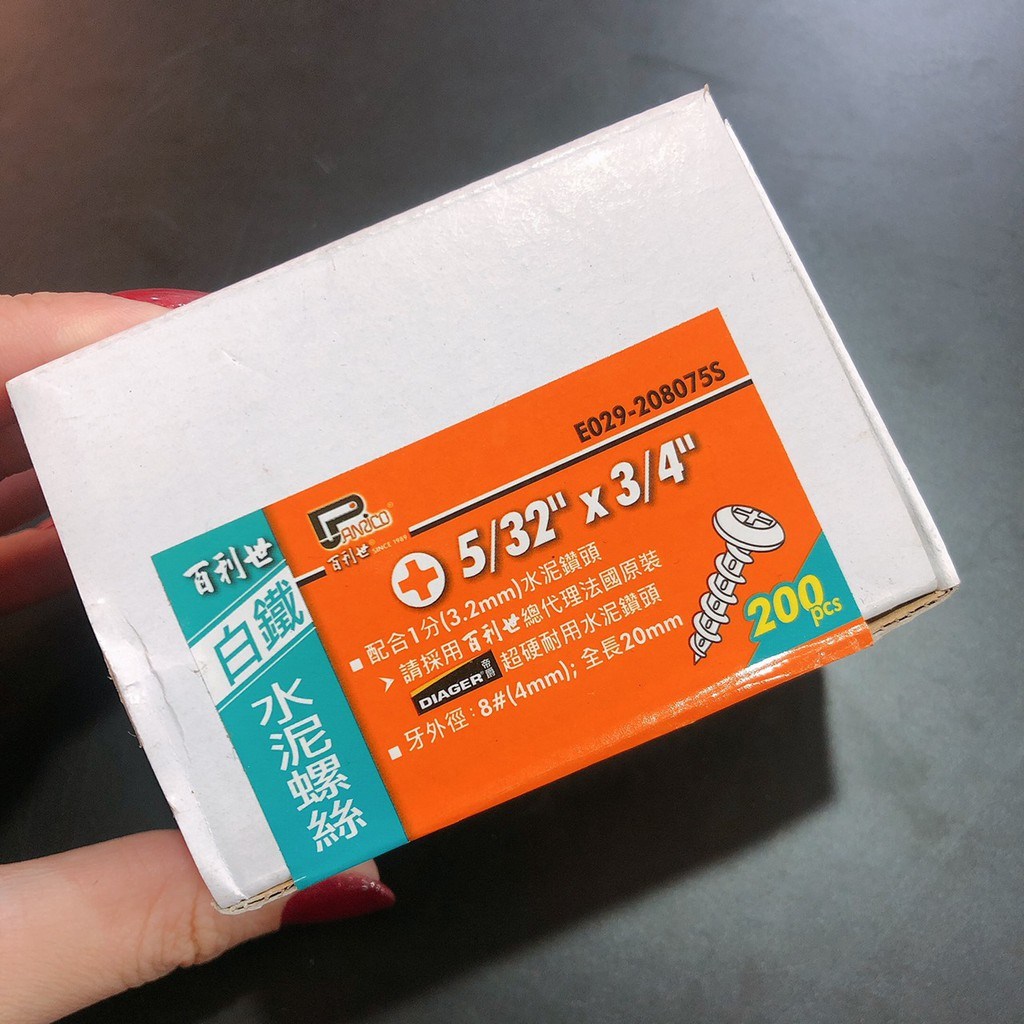 E029-208075S
PANSICO®
百利世® SINCE 1989
5/32" x 3/4"
百利世
白鐵
水泥螺絲
■ 配合1分(3.2mm)水泥鑽頭
請採用百利世總代理法國原裝
DIAGER 帝爵 超硬耐用水泥鑽頭
■ 牙外徑：8#(4mm)；全長20mm
200pcs